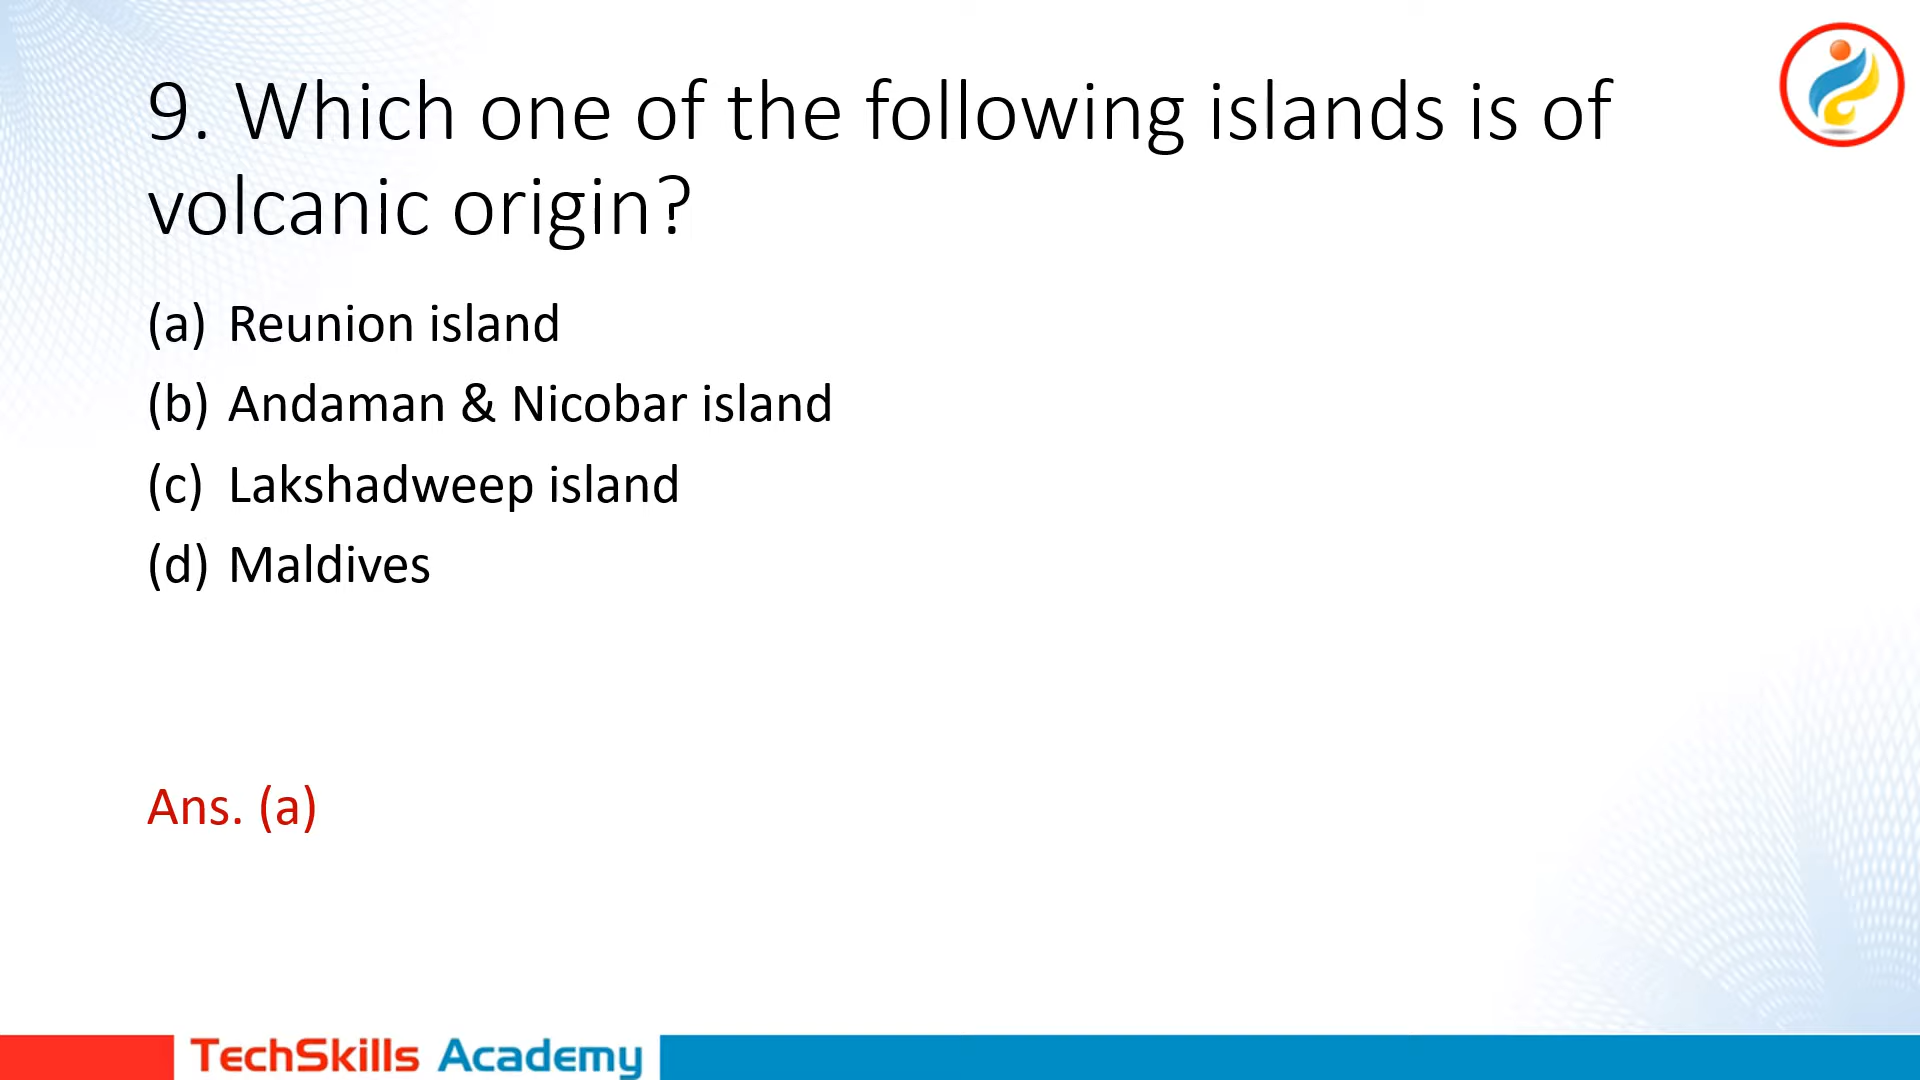 9. Which one of the following islands is of
volcanic origin?
(a) Reunion island
(b) Andaman & Nicobar island
(c) Lakshadweep island
(d) Maldives
Ans. (a)
TechSkills Academy